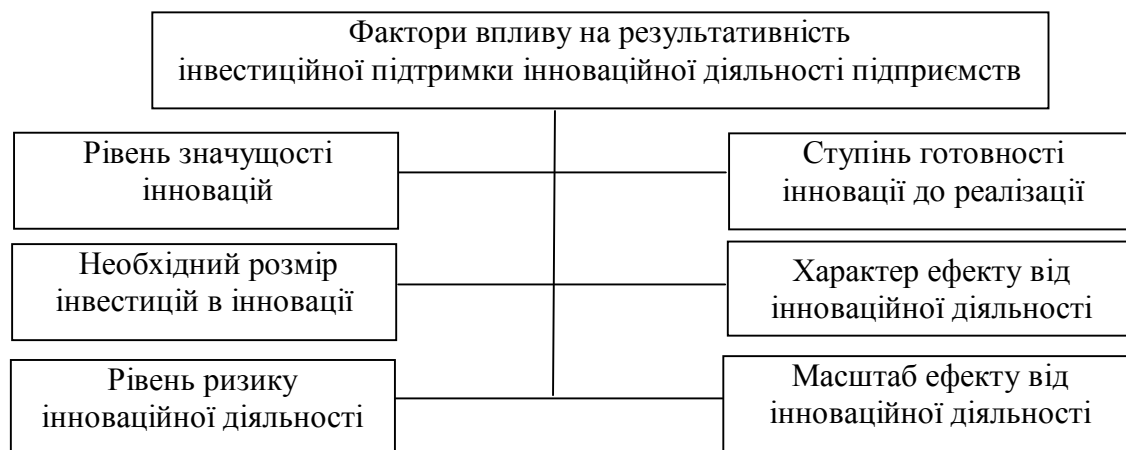 Фактори впливу на результативність
інвестиційної підтримки інноваційної діяльності підприємств
Рівень значущості
інновацій
Ступінь готовності
інновації до реалізації
Необхідний розмір
інвестицій в інновації
Характер ефекту від
інноваційної діяльності
Рівень ризику
інноваційної діяльності
Масштаб ефекту від
інноваційної діяльності